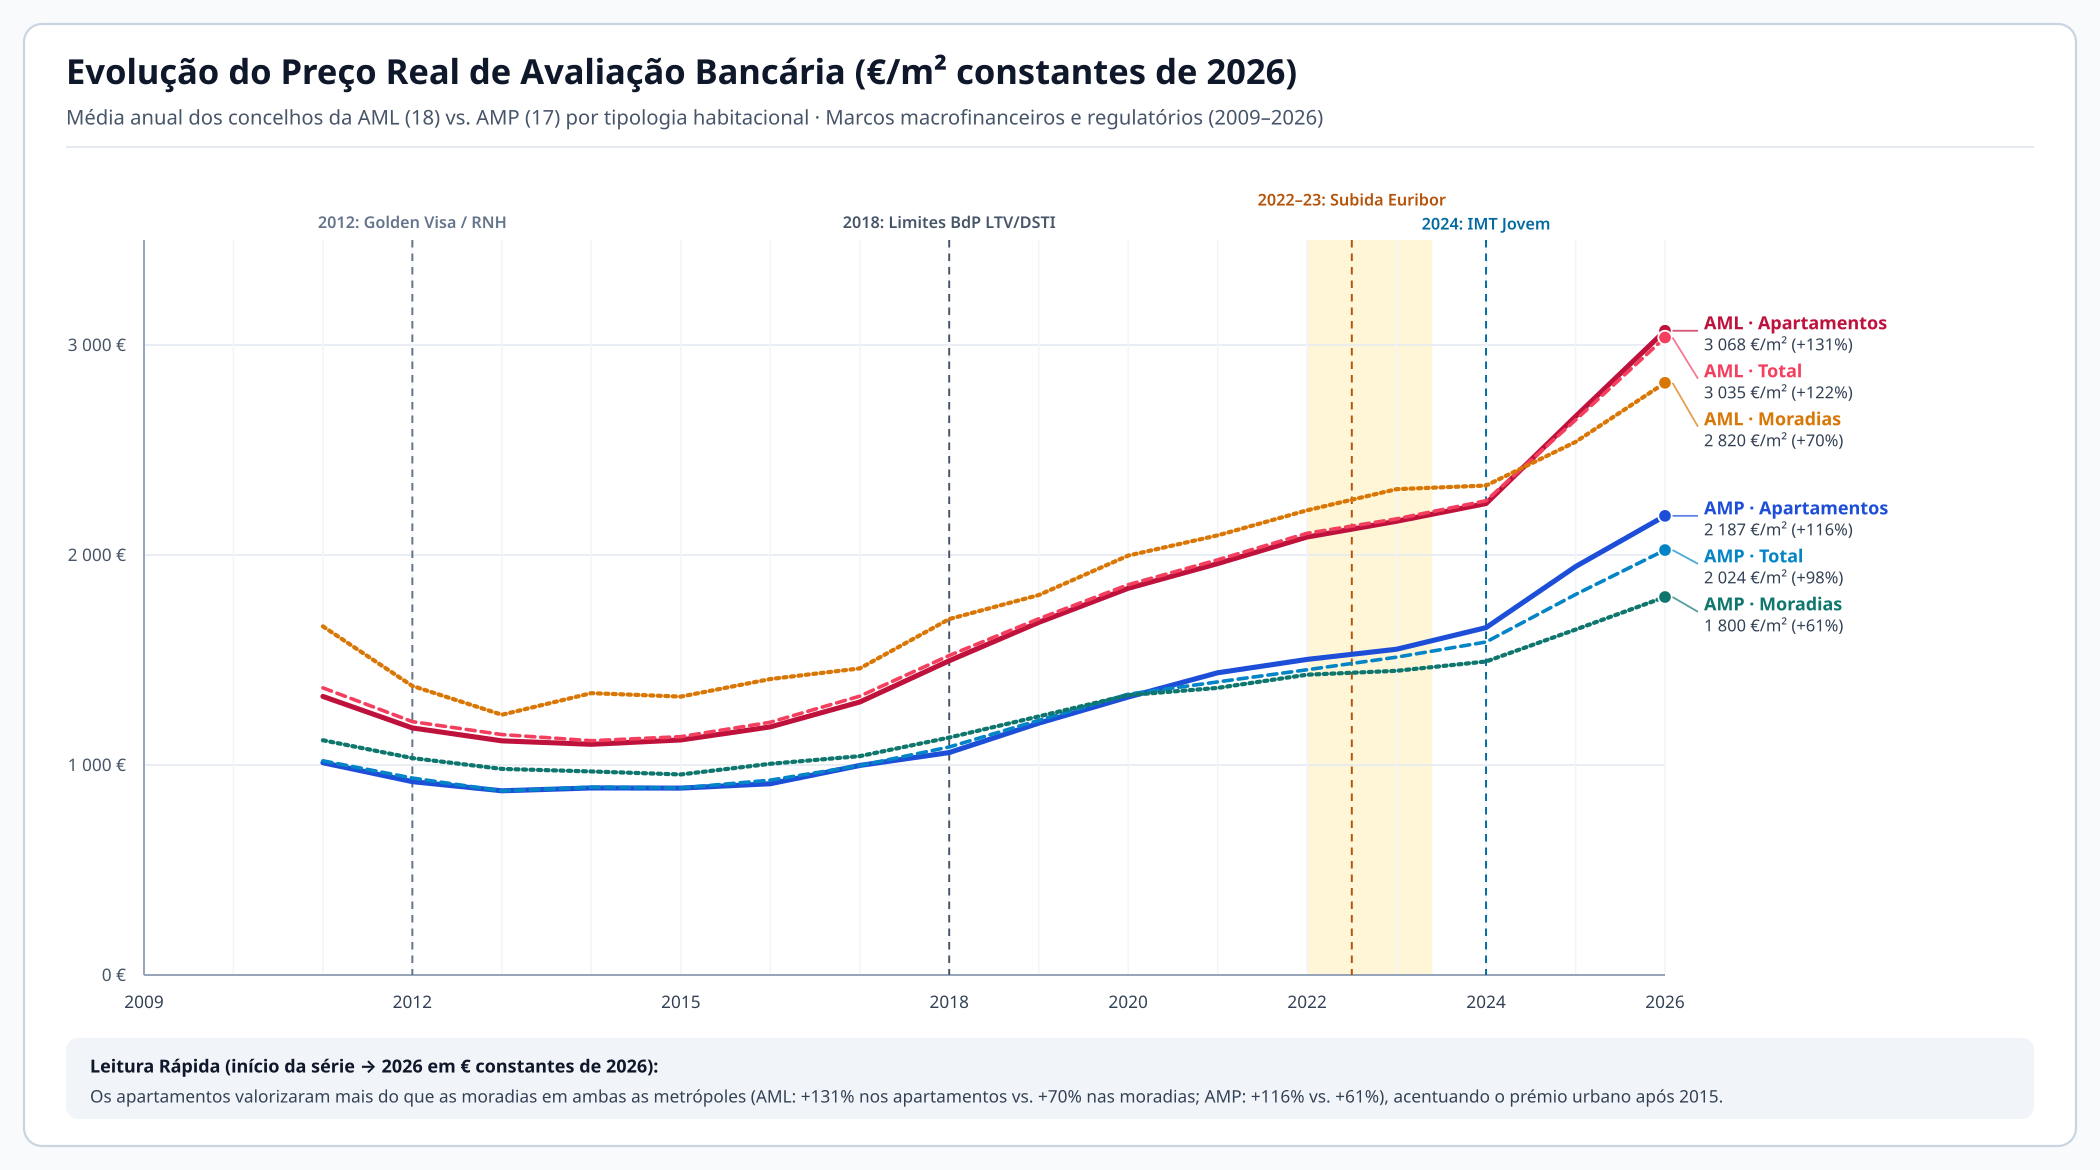 Evolução do Preço Real de Avaliação Bancária (€/m² constantes de 2026)
Média anual dos concelhos da AML (18) vs. AMP (17) por tipologia habitacional · Marcos macrofinanceiros e regulatórios (2009–2026)
2022–23: Subida Euribor
2012: Golden Visa / RNH
2018: Limites BdP LTV/DSTI
2024: IMT Jovem
3 000 €
2 000 €
1 000 €
0 €
AML · Apartamentos
3 068 €/m² (+131%)
AML · Total
3 035 €/m² (+122%)
AML · Moradias
2 820 €/m² (+70%)
AMP · Apartamentos
2 187 €/m² (+116%)
AMP · Total
2 024 €/m² (+98%)
AMP · Moradias
1 800 €/m² (+61%)
2009
2012
2015
2018
2020
2022
2024
2026
Leitura Rápida (início da série → 2026 em € constantes de 2026):
Os apartamentos valorizaram mais do que as moradias em ambas as metrópoles (AML: +131% nos apartamentos vs. +70% nas moradias; AMP: +116% vs. +61%), acentuando o prémio urbano após 2015.